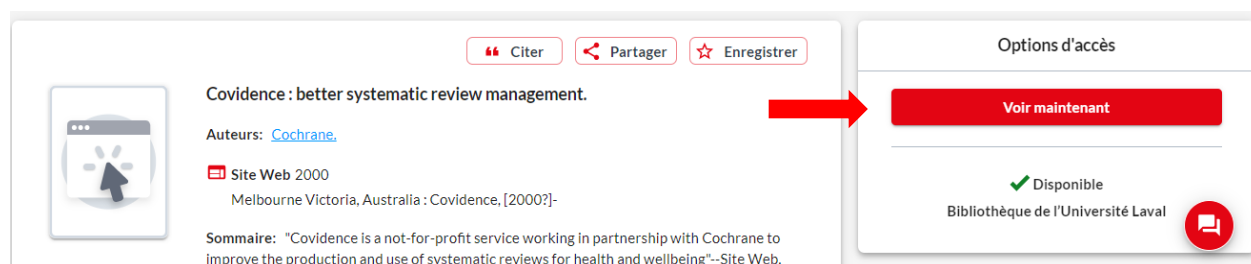 Citer
Partager
Enregistrer
Covidence : better systematic review management.
Auteurs: Cochrane.
Site Web 2000
Melbourne Victoria, Australia : Covidence, [2000?]-
Sommaire: "Covidence is a not-for-profit service working in partnership with Cochrane to
improve the production and use of systematic reviews for health and wellbeing"--Site Web.
Options d'accès
Voir maintenant
Disponible
Bibliothèque de l'Université Laval